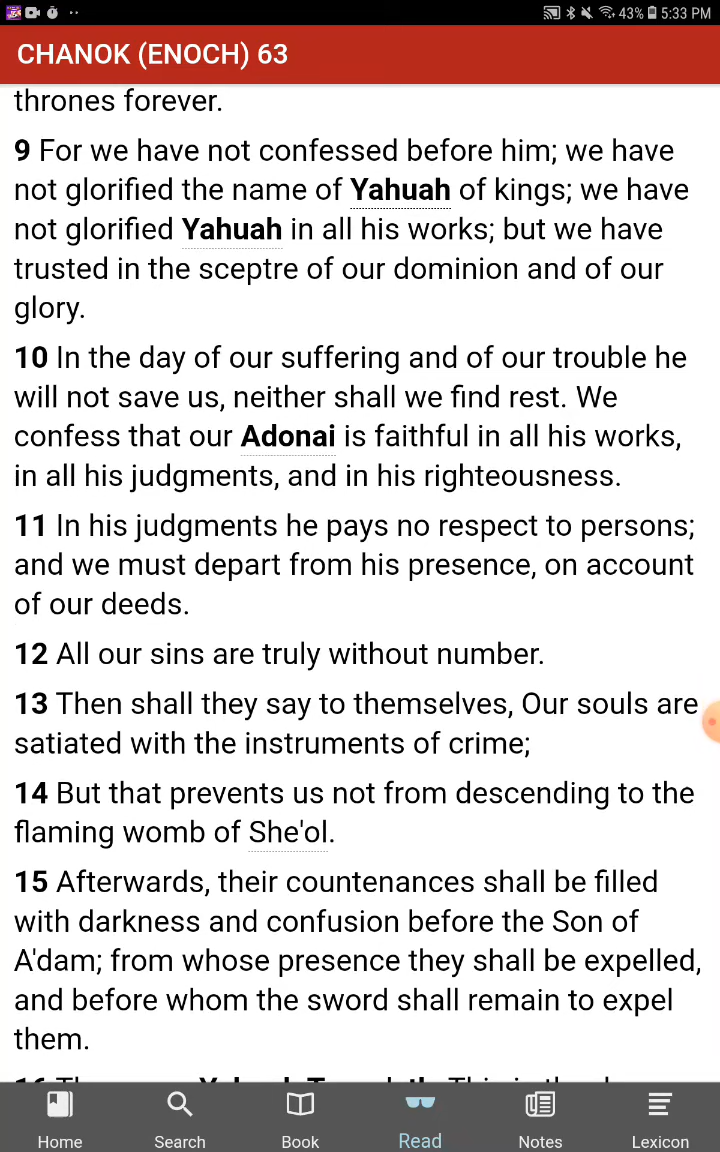 43% 5:33 PM
CHANOK (ENOCH) 63
thrones forever.
9 For we have not confessed before him; we have
not glorified the name of Yahuah of kings; we have
not glorified Yahuah in all his works; but we have
trusted in the sceptre of our dominion and of our
glory.
10 In the day of our suffering and of our trouble he
will not save us, neither shall we find rest. We
confess that our Adonai is faithful in all his works,
in all his judgments, and in his righteousness.
11 In his judgments he pays no respect to persons;
and we must depart from his presence, on account
of our deeds.
12 All our sins are truly without number.
13 Then shall they say to themselves, Our souls are
satiated with the instruments of crime;
14 But that prevents us not from descending to the
flaming womb of She'ol.
15 Afterwards, their countenances shall be filled
with darkness and confusion before the Son of
A'dam; from whose presence they shall be expelled,
and before whom the sword shall remain to expel
them.
Home Search Book Read Notes Lexicon